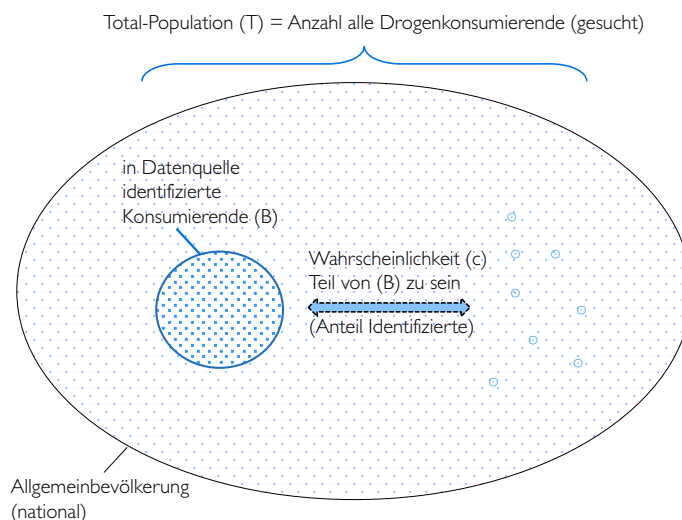 Total-Population (T) = Anzahl alle Drogenkonsumierende (gesucht)
in Datenquelle
identifizierte
Konsumierende (B)
Wahrscheinlichkeit (c)
Teil von (B) zu sein
(Anteil Identifizierte)
Allgemeinbevölkerung
(national)